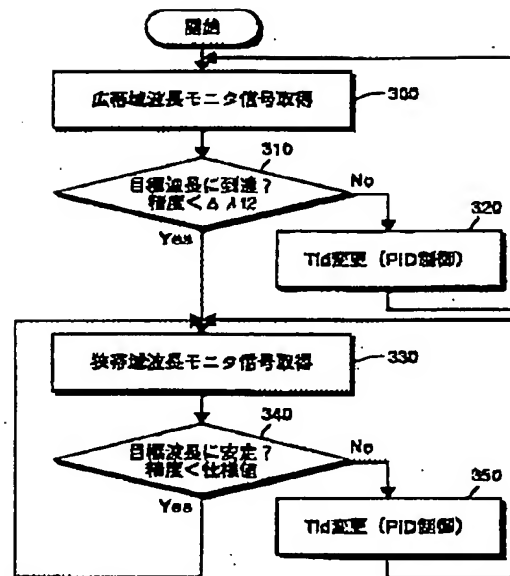 開始
広帯域波長モニタ信号取得
300
310
目標波長に到達?
精度<Δλ12
No
Yes
320
Tld変更(PID制御)
狭帯域波長モニタ信号取得
330
340
目標波長に安定?
精度<仕様値
No
Yes
350
Tld変更(PID制御)